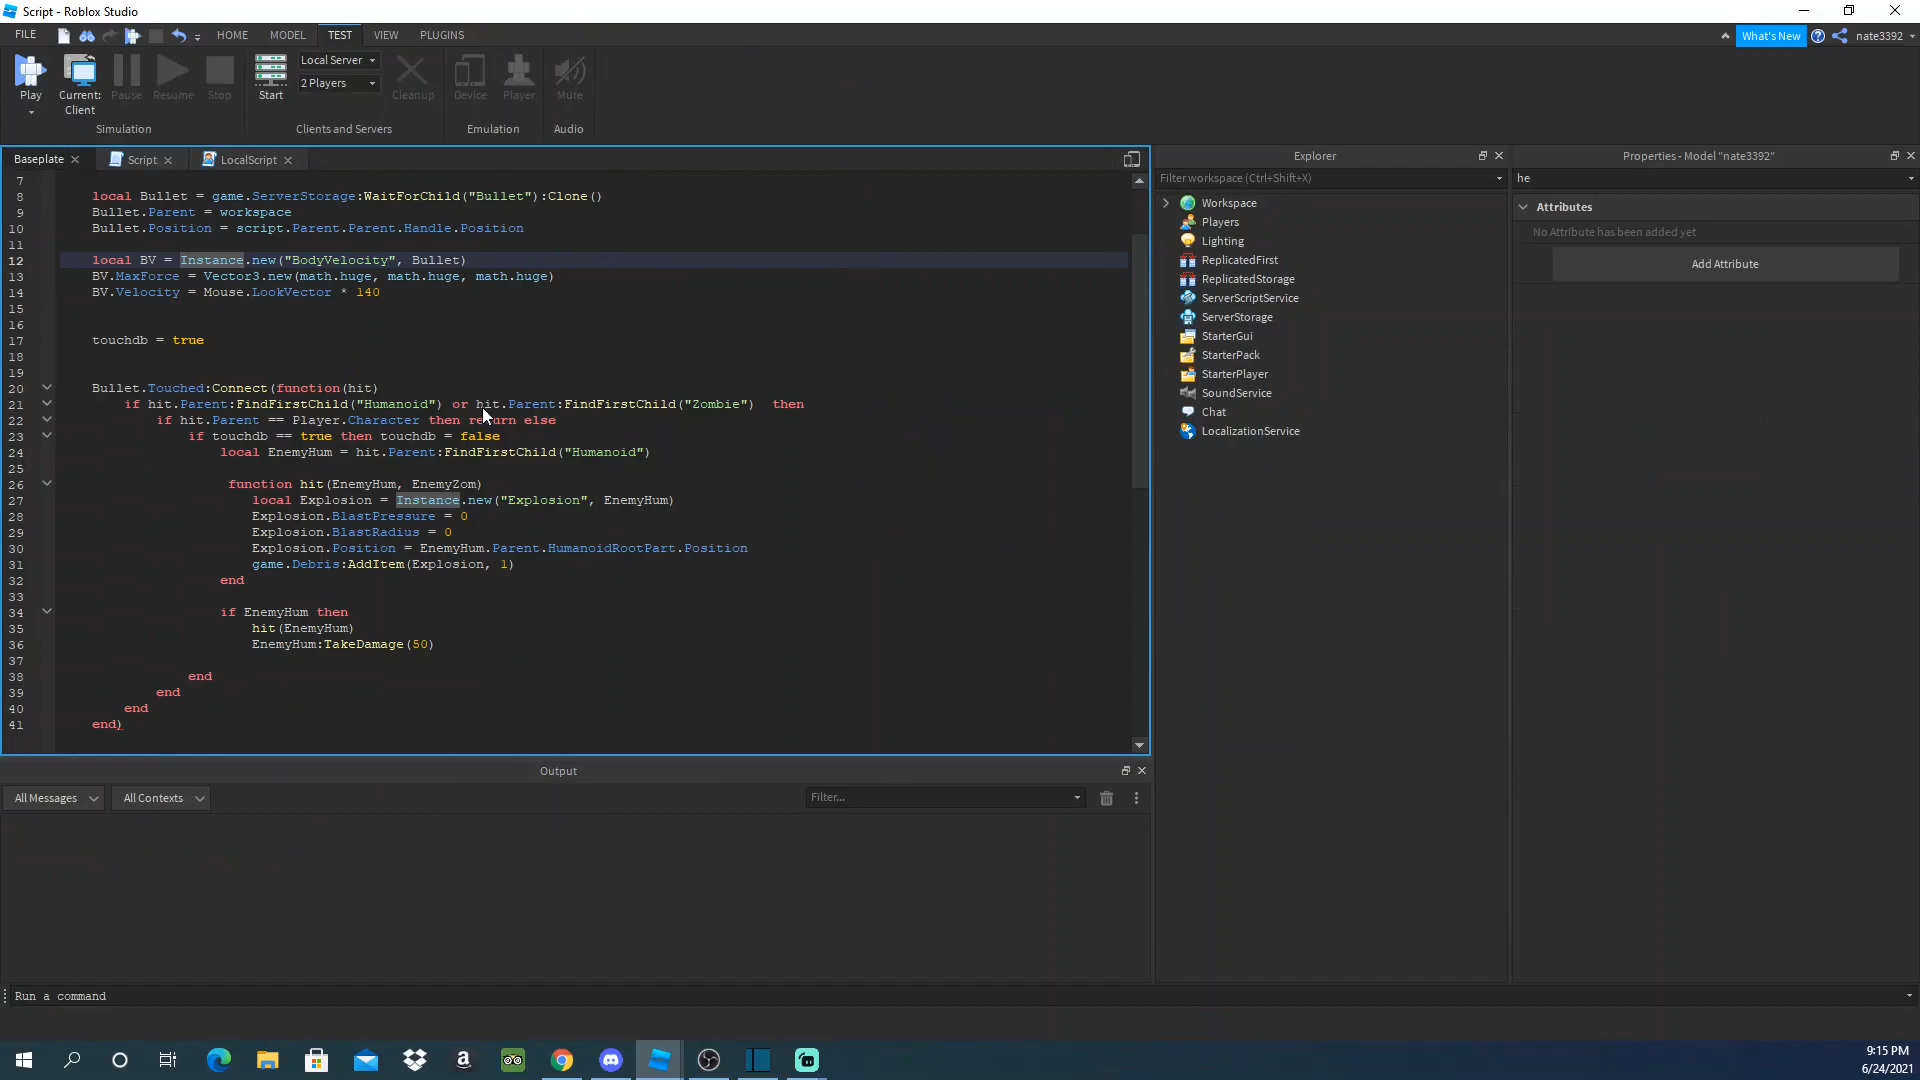 Script - Roblox Studio
FILE HOME MODEL TEST VIEW PLUGINS What's New nate3392
Play Current: Client Pause Resume Stop Start Local Server 2 Players Cleanup Device Player Mute
Simulation Clients and Servers Emulation Audio
Baseplate Script LocalScript
7
8 local Bullet = game.ServerStorage:WaitForChild("Bullet"):Clone()
9 Bullet.Parent = workspace
10 Bullet.Position = script.Parent.Parent.Handle.Position
11
12 local BV = Instance.new("BodyVelocity", Bullet)
13 BV.MaxForce = Vector3.new(math.huge, math.huge, math.huge)
14 BV.Velocity = Mouse.LookVector * 140
15
16
17 touchdb = true
18
19
20 Bullet.Touched:Connect(function(hit)
21 if hit.Parent:FindFirstChild("Humanoid") or hit.Parent:FindFirstChild("Zombie") then
22 if hit.Parent == Player.Character then return else
23 if touchdb == true then touchdb = false
24 local EnemyHum = hit.Parent:FindFirstChild("Humanoid")
25
26 function hit(EnemyHum, EnemyZom)
27 local Explosion = Instance.new("Explosion", EnemyHum)
28 Explosion.BlastPressure = 0
29 Explosion.BlastRadius = 0
30 Explosion.Position = EnemyHum.Parent.HumanoidRootPart.Position
31 game.Debris:AddItem(Explosion, 1)
32 end
33
34 if EnemyHum then
35 hit(EnemyHum)
36 EnemyHum:TakeDamage(50)
37
38 end
39 end
40 end
41 end)
Output
All Messages All Contexts Filter...
Run a command
Explorer
Filter workspace (Ctrl+Shift+X)
Workspace
Players
Lighting
ReplicatedFirst
ReplicatedStorage
ServerScriptService
ServerStorage
StarterGui
StarterPack
StarterPlayer
SoundService
Chat
LocalizationService
Properties - Model "nate3392"
he
Attributes
No Attribute has been added yet
Add Attribute
9:15 PM
6/24/2021